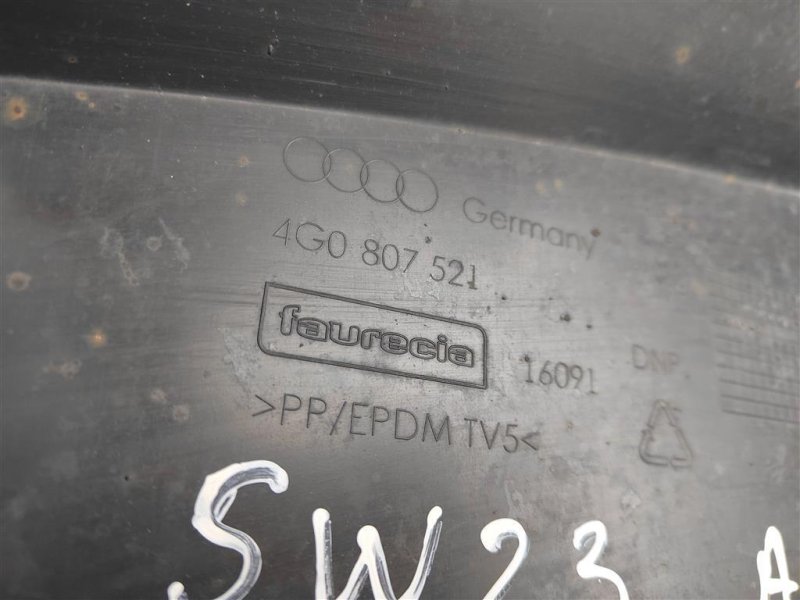 Germany
4G0 807 521
faurecia
16091
DNP
>PP/EPDM TV5<
SW23 A